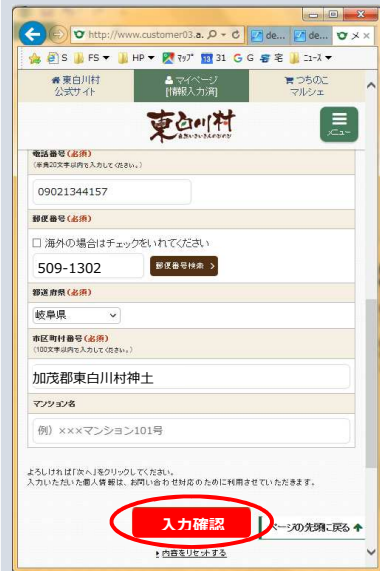 http://www.customer03.a.
de...
de...
S
FS
HP
マップ
31
G
G
宅
ニュース
東白川村
公式サイト
マイページ
[情報入力済]
つちのこ
マルシェ
東白川村
メニュー
電話番号(必須)
(半角20文字以内で入力してください。)
09021344157
郵便番号(必須)
海外の場合はチェックをいれてください
509-1302
郵便番号検索 >
都道府県(必須)
岐阜県
市区町村番号(必須)
(100文字以内で入力してください。)
加茂郡東白川村神土
マンション名
例) ×××マンション101号
よろしければ「次へ」をクリックしてください。
入力いただいた個人情報は、お問い合わせ対応のために利用させていただきます。
入力確認
ページの先頭に戻る
内容をリセットする